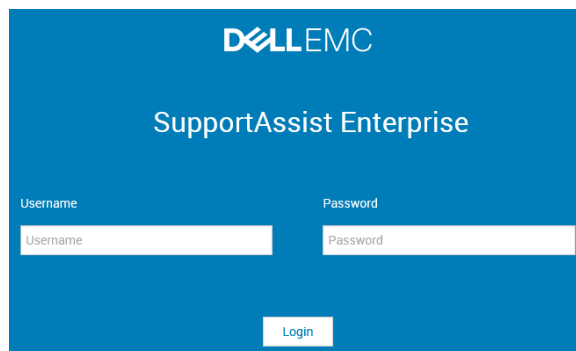 DELLEMC
SupportAssist Enterprise
Username
Password
Username
Password
Login